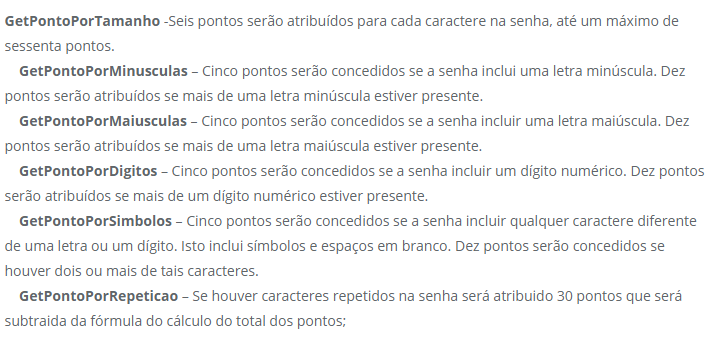 GetPontoPorTamanho -Seis pontos serão atribuídos para cada caractere na senha, até um máximo de
sessenta pontos.
GetPontoPorMinusculas – Cinco pontos serão concedidos se a senha inclui uma letra minúscula. Dez
pontos serão atribuídos se mais de uma letra minúscula estiver presente.
GetPontoPorMaiusculas – Cinco pontos serão concedidos se a senha incluir uma letra maiúscula. Dez
pontos serão atribuídos se mais de uma letra maiúscula estiver presente.
GetPontoPorDigitos – Cinco pontos serão concedidos se a senha incluir um dígito numérico. Dez pontos
serão atribuídos se mais de um dígito numérico estiver presente.
GetPontoPorSimbolos – Cinco pontos serão concedidos se a senha incluir qualquer caractere diferente
de uma letra ou um dígito. Isto inclui símbolos e espaços em branco. Dez pontos serão concedidos se
houver dois ou mais de tais caracteres.
GetPontoPorRepeticao – Se houver caracteres repetidos na senha será atribuido 30 pontos que será
subtraida da fórmula do cálculo do total dos pontos;